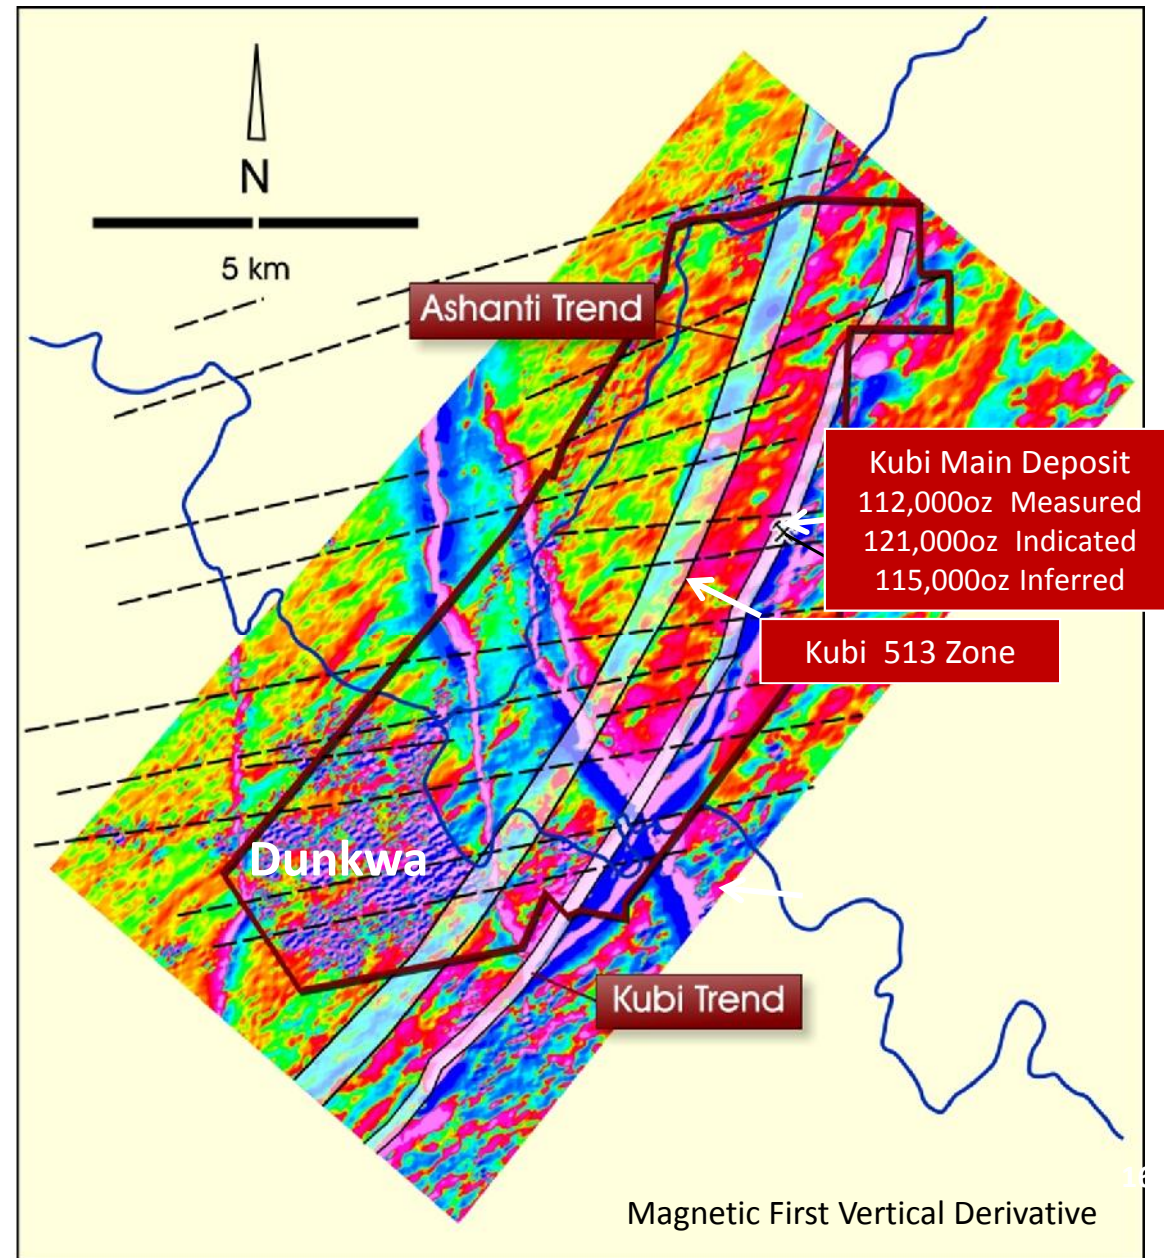 N
5 km
Ashanti Trend
Kubi Main Deposit
112,000oz Measured
121,000oz Indicated
115,000oz Inferred
Kubi 513 Zone
Dunkwa
Kubi Trend
16
Magnetic First Vertical Derivative